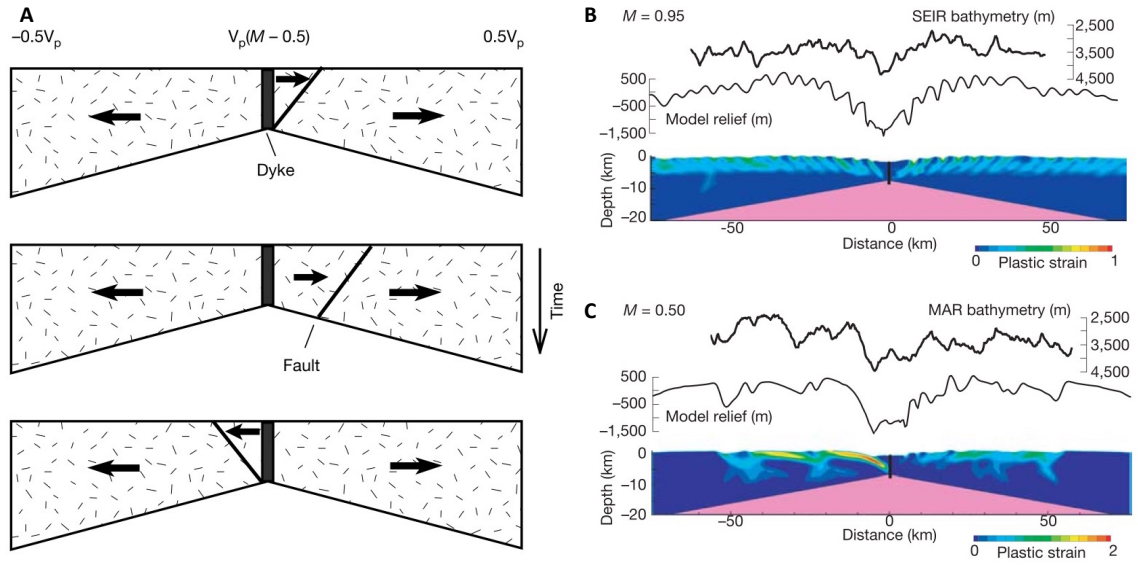 A
−0.5Vp Vp(M − 0.5) 0.5Vp
Dyke
Fault
Time
B
M = 0.95
SEIR bathymetry (m)
2,500
3,500
4,500
500
−500
−1,500
Model relief (m)
Depth (km)
0
−10
−20
-50 0 50
Distance (km)
0 1
Plastic strain
C
M = 0.50
MAR bathymetry (m)
2,500
3,500
4,500
500
−500
−1,500
Model relief (m)
Depth (km)
0
−10
−20
−50 0 50
Distance (km)
0 2
Plastic strain